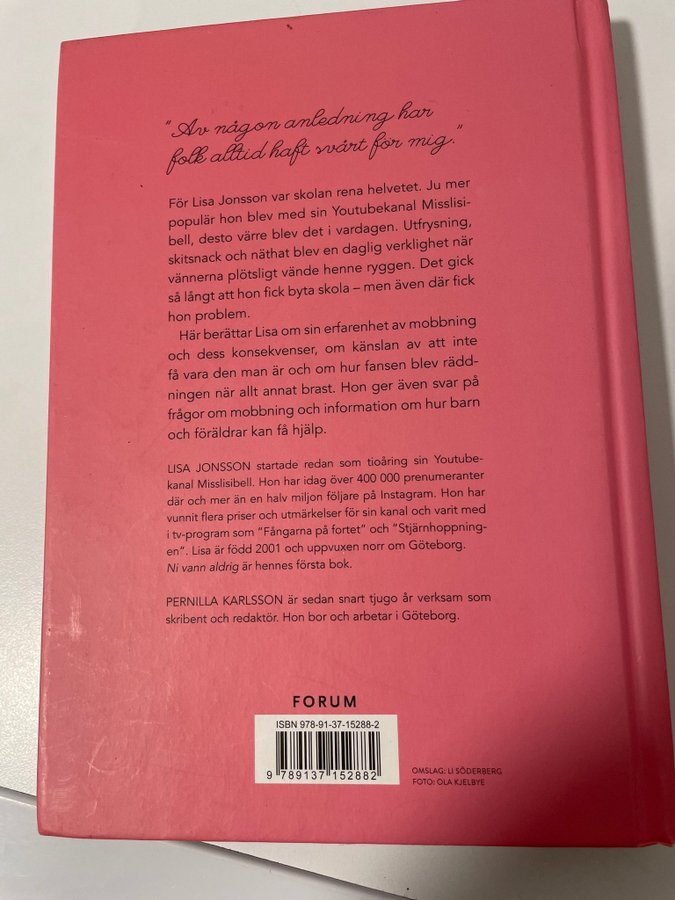 "Av någon anledning har
folk alltid haft svårt för mig."
För Lisa Jonsson var skolan rena helvetet. Ju mer
populär hon blev med sin Youtubekanal Misslisi-
bell, desto värre blev det i vardagen. Utfrysning,
skitsnack och näthat blev en daglig verklighet när
vännerna plötsligt vände henne ryggen. Det gick
så långt att hon fick byta skola – men även där fick
hon problem.
Här berättar Lisa om sin erfarenhet av mobbning
och dess konsekvenser, om känslan av att inte
få vara den man är och om hur fansen blev rädd-
ningen när allt annat brast. Hon ger även svar på
frågor om mobbning och information om hur barn
och föräldrar kan få hjälp.
LISA JONSSON startade redan som tioåring sin Youtube-
kanal Misslisibell. Hon har idag över 400 000 prenumeranter
där och mer än en halv miljon följare på Instagram. Hon har
vunnit flera priser och utmärkelser för sin kanal och varit med
i tv-program som "Fångarna på fortet" och "Stjärnhoppning-
en". Lisa är född 2001 och uppvuxen norr om Göteborg.
Ni vann aldrig är hennes första bok.
PERNILLA KARLSSON är sedan snart tjugo år verksam som
skribent och redaktör. Hon bor och arbetar i Göteborg.
FORUM
ISBN 978-91-37-15288-2
9 789137 152882
OMSLAG: LI SÖDERBERG
FOTO: OLA KJELBYE